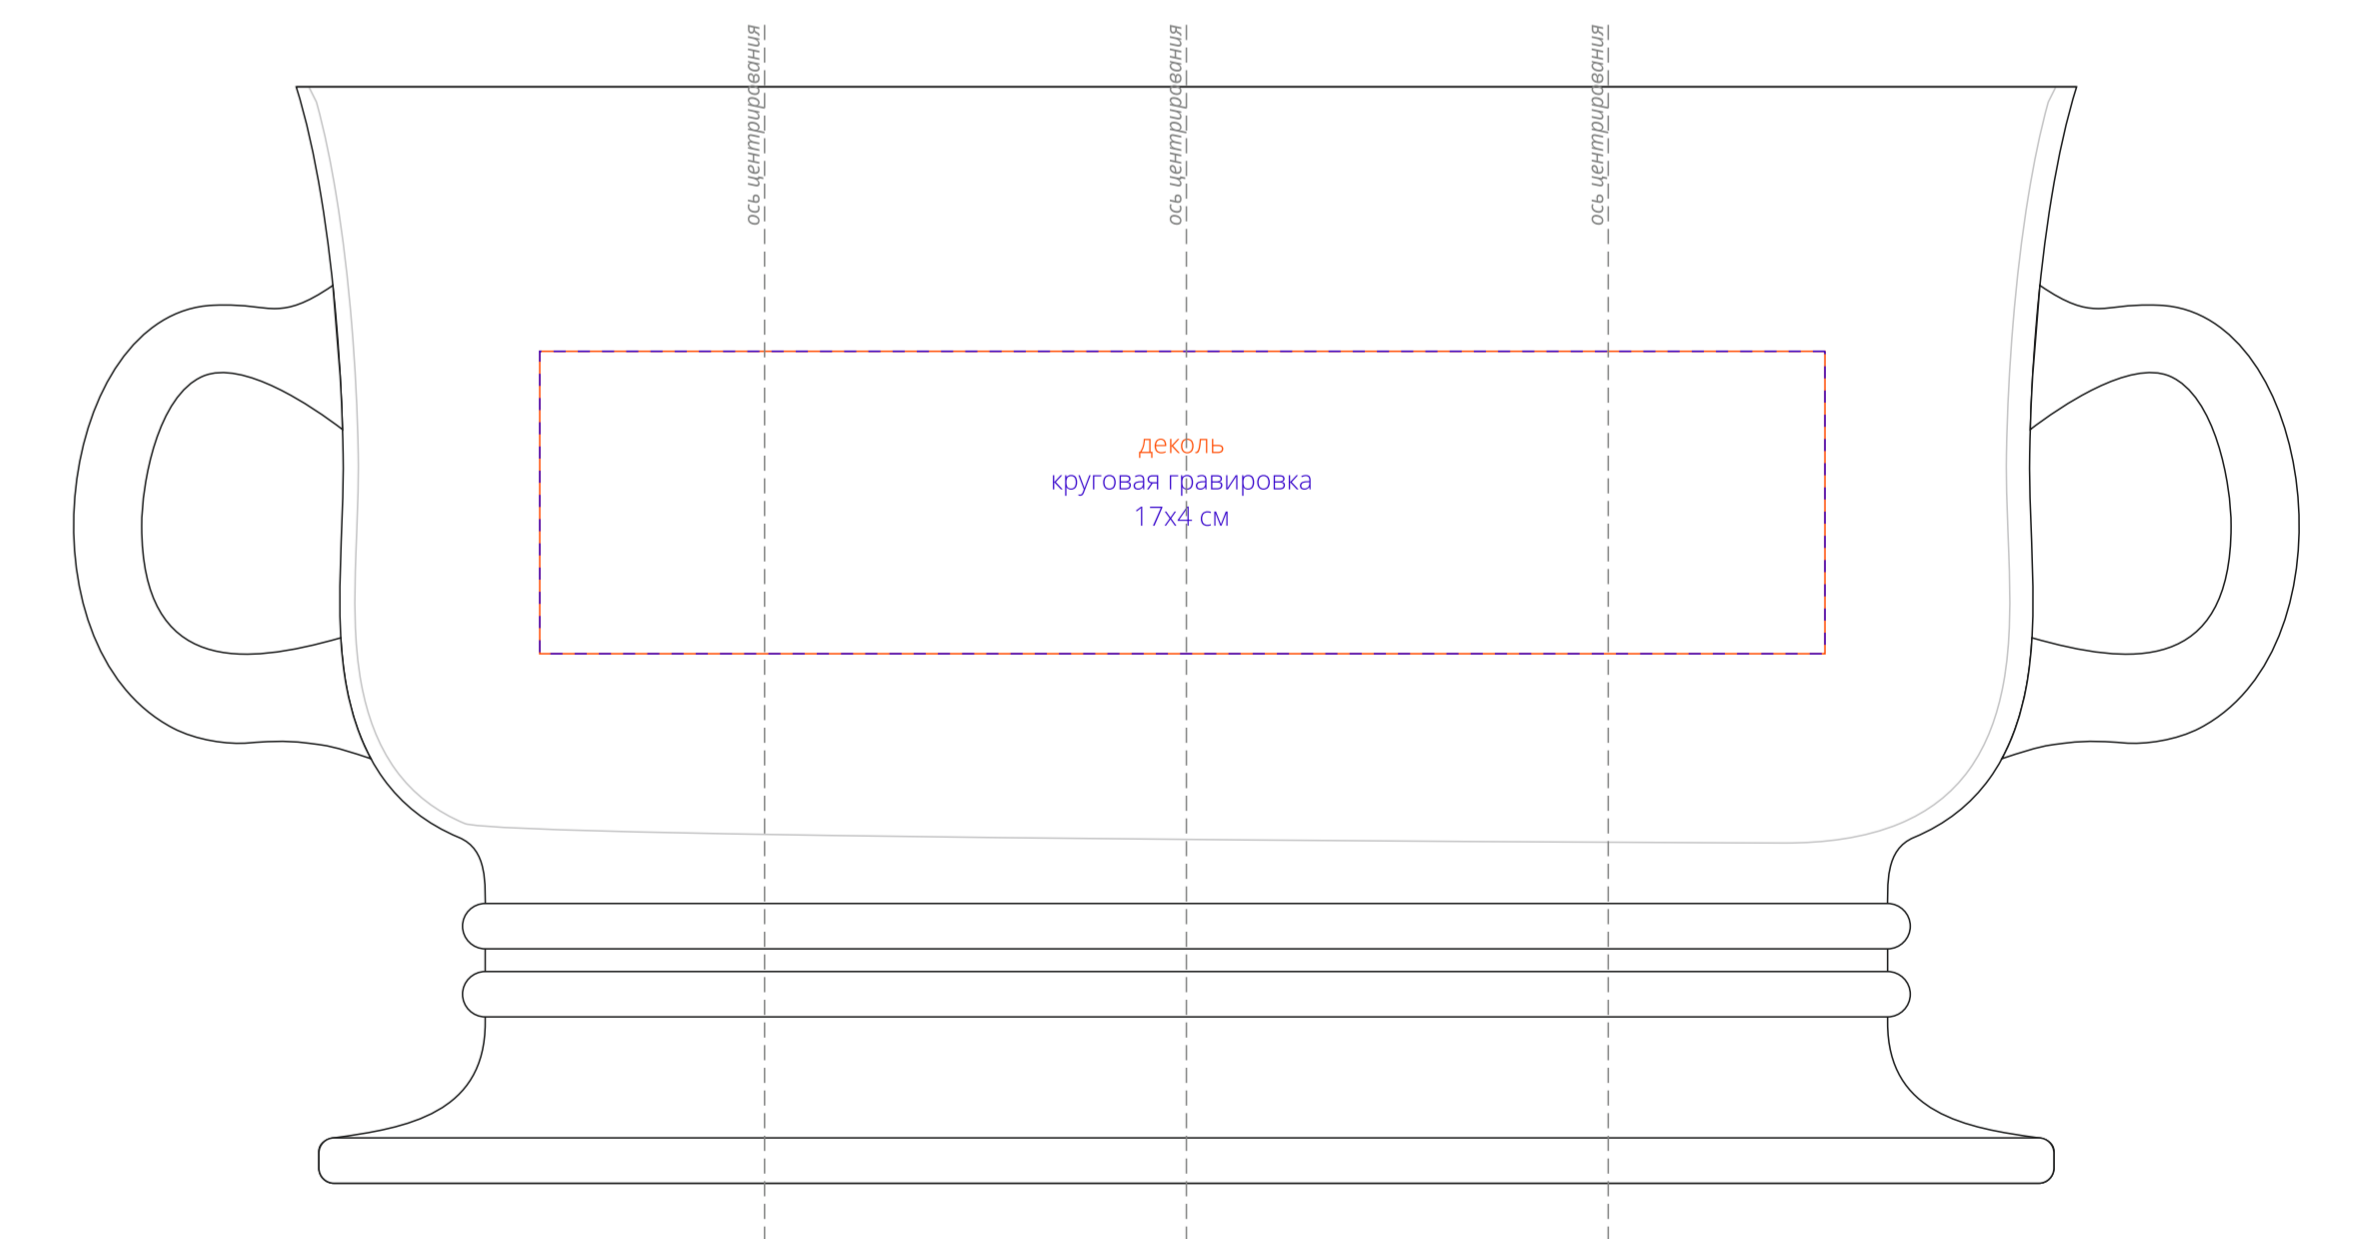 ось центрирования
ось центрирования
ось центрирования
деколь
круговая гравировка
17х4 см